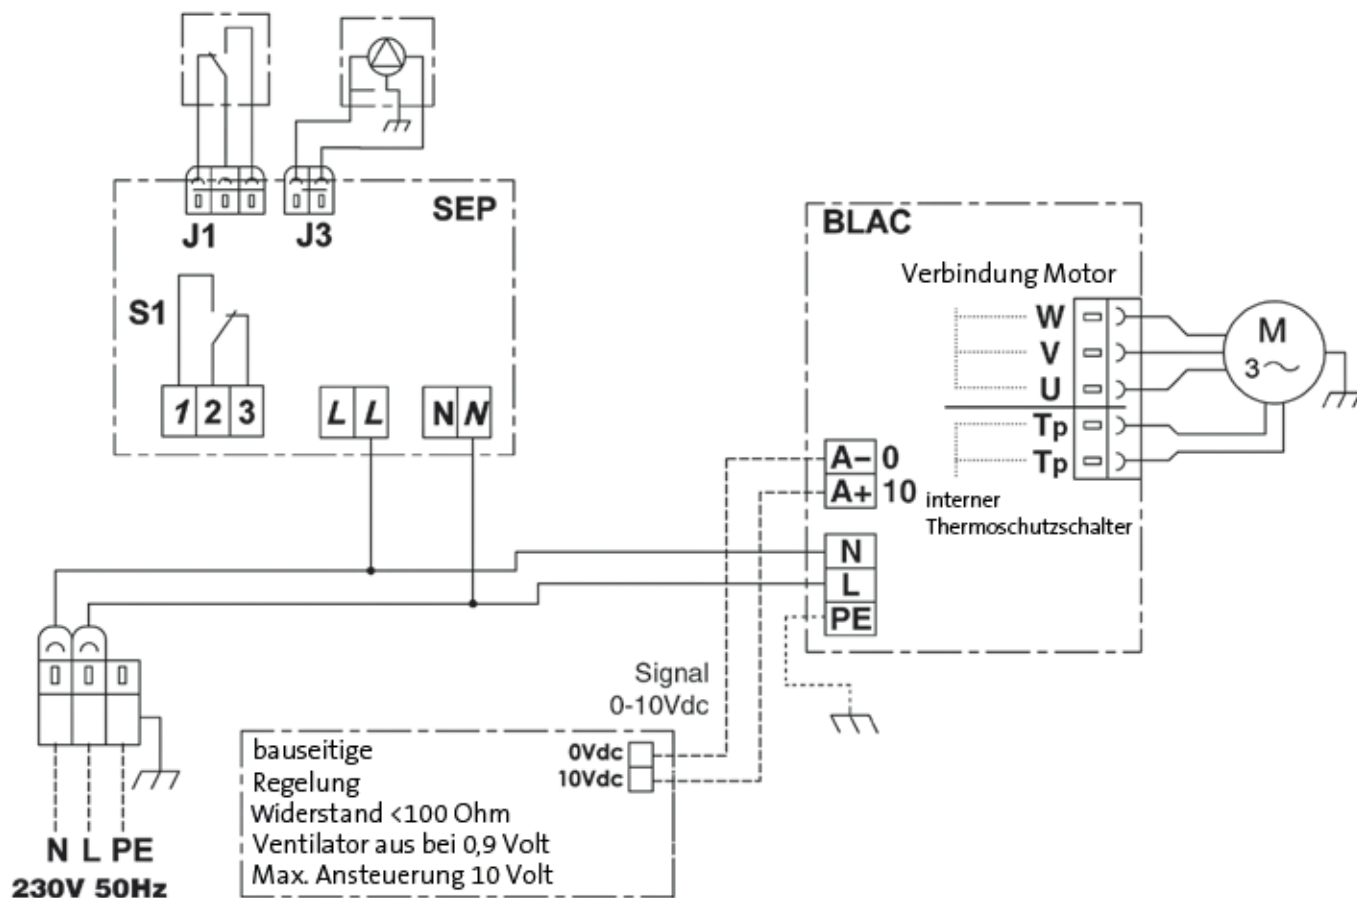 SEP
J1 J3
S1
1 2 3
L L
N N
BLAC
Verbindung Motor
W
V
U
Tp
Tp
A− 0
A+ 10
interner
Thermoschutzschalter
N
L
PE
M
3～
Signal
0-10Vdc
bauseitige
Regelung
Widerstand <100 Ohm
Ventilator aus bei 0,9 Volt
Max. Ansteuerung 10 Volt
0Vdc
10Vdc
N L PE
230V 50Hz